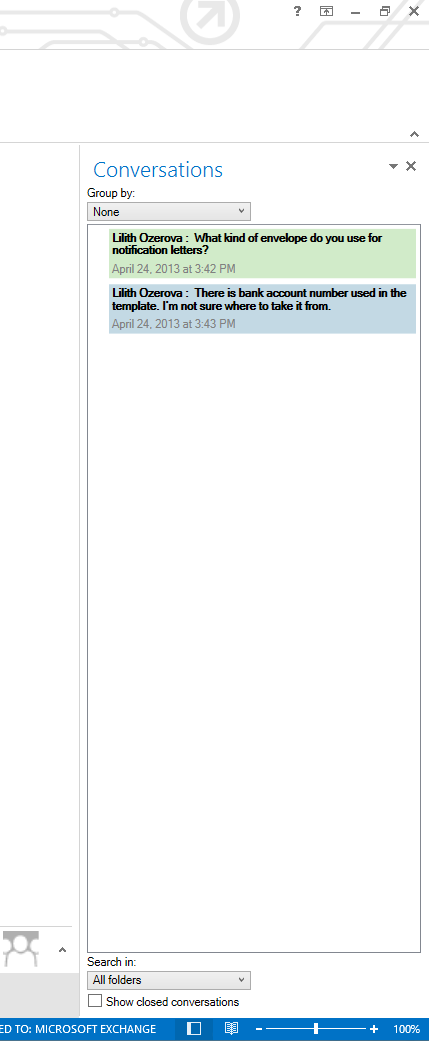 ?
Conversations
Group by:
None
Lilith Ozerova :  What kind of envelope do you use for
notification letters?
April 24, 2013 at 3:42 PM
Lilith Ozerova :  There is bank account number used in the
template. I'm not sure where to take it from.
April 24, 2013 at 3:43 PM
Search in:
All folders
Show closed conversations
ED TO: MICROSOFT EXCHANGE
100%